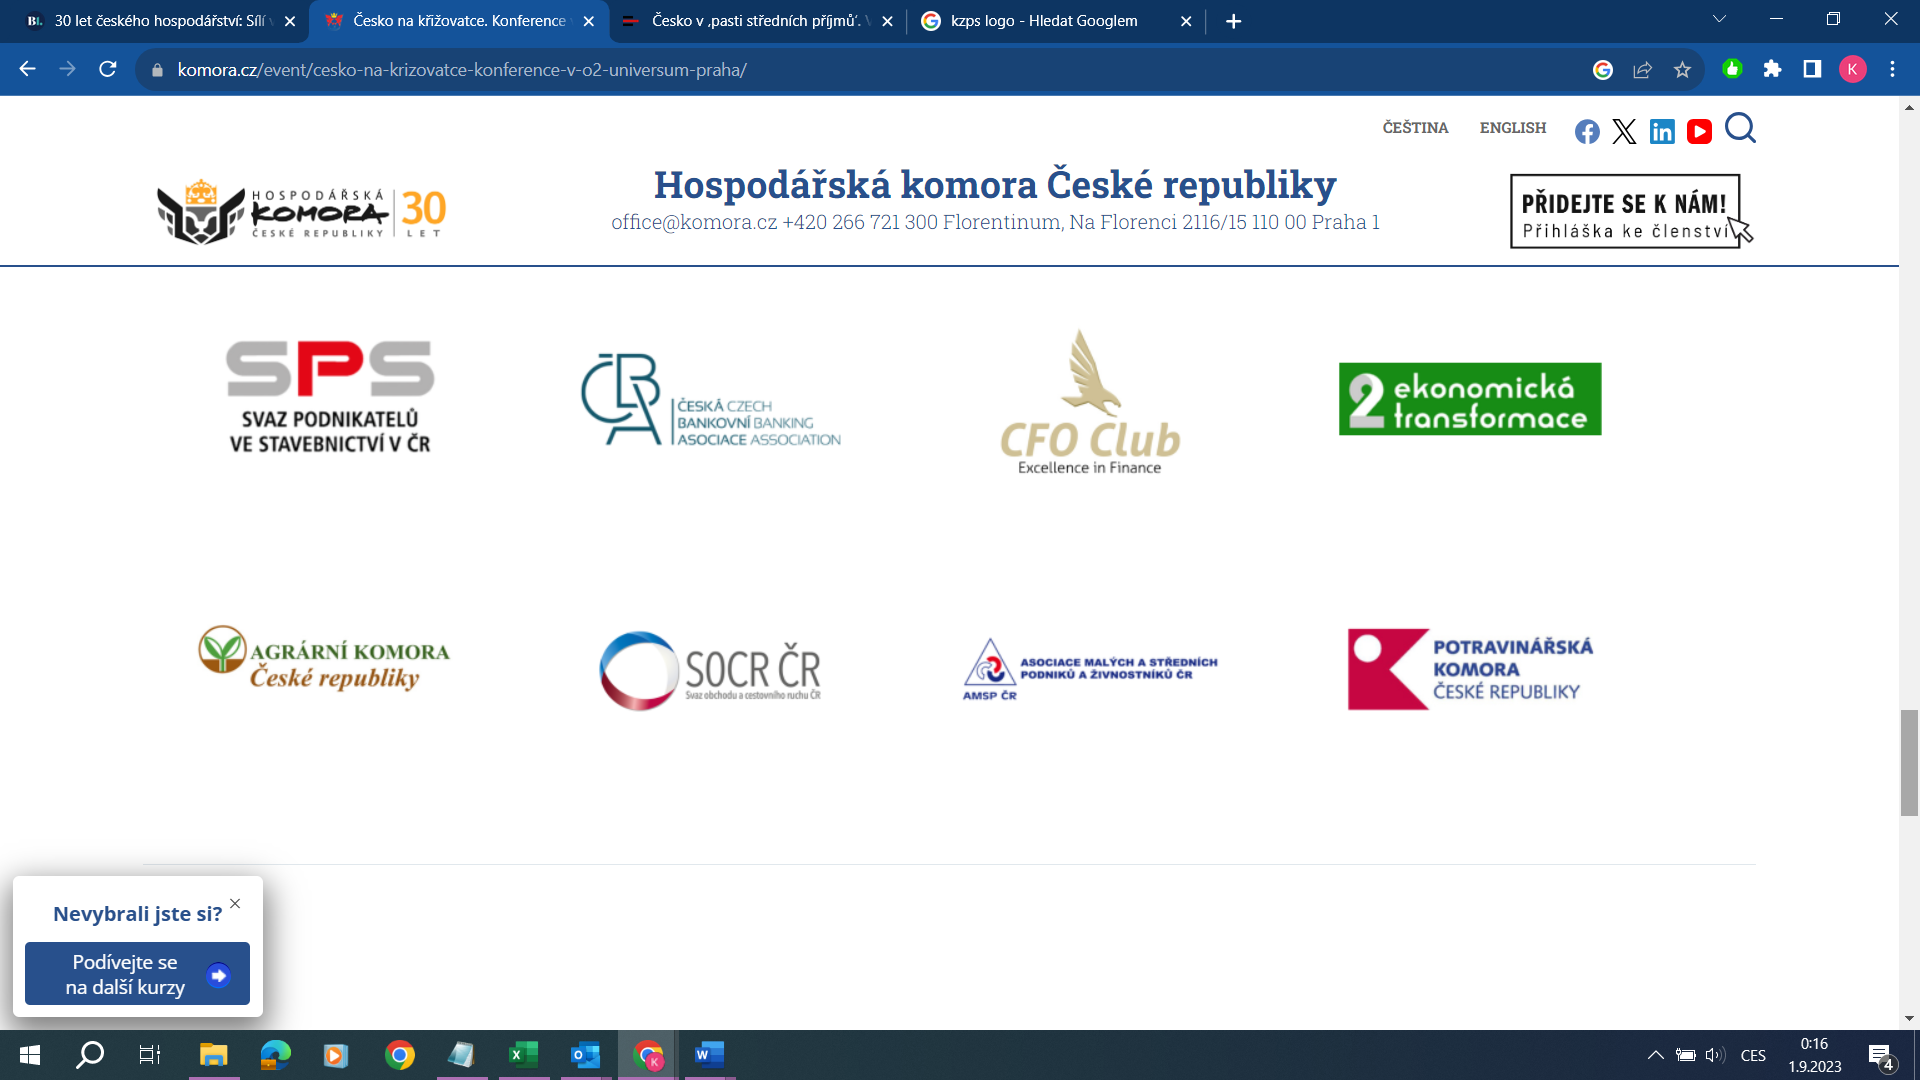 30 let českého hospodářství: Sílí
Česko na křižovatce. Konference
Česko v ‚pasti středních příjmů‘.
kzps logo - Hledat Googlem
komora.cz/event/cesko-na-krizovatce-konference-v-o2-universum-praha/
K
ČEŠTINA ENGLISH
HOSPODÁŘSKÁ
KOMORA
ČESKÉ REPUBLIKY
30
LET
Hospodářská komora České republiky
office@komora.cz +420 266 721 300 Florentinum, Na Florenci 2116/15 110 00 Praha 1
PŘIDEJTE SE K NÁM!
Přihláška ke členství
SPS
SVAZ PODNIKATELŮ
VE STAVEBNICTVÍ V ČR
ČBA
ČESKÁ CZECH
BANKOVNÍ BANKING
ASOCIACE ASSOCIATION
CFO Club
Excellence in Finance
2 ekonomická
transformace
AGRÁRNÍ KOMORA
České republiky
SOCR ČR
Svaz obchodu a cestovního ruchu ČR
AMSP ČR
ASOCIACE MALÝCH A STŘEDNÍCH
PODNIKŮ A ŽIVNOSTNÍKŮ ČR
POTRAVINÁŘSKÁ
KOMORA
ČESKÉ REPUBLIKY
Nevybrali jste si?
Podívejte se
na další kurzy
CES
0:16
1.9.2023
4